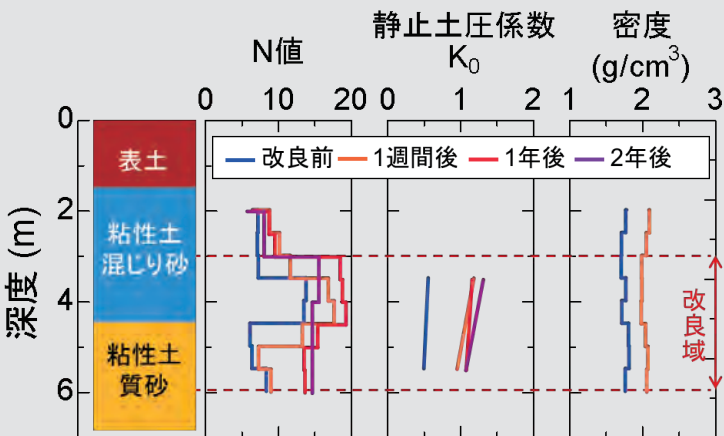 N値
静止土圧係数
K₀
密度
(g/cm³)
0 10 20 0 1 1 2 3
0
2
4
6
深度 (m)
表土
粘性土
混じり砂
粘性土
質砂
改良前 1週間後 1年後 2年後
改良域